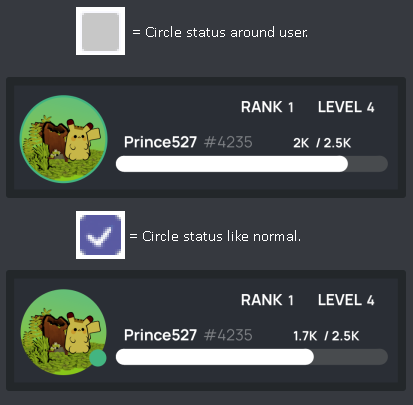 = Circle status around user.
RANK 1 LEVEL 4
Prince527 #4235 2K / 2.5K
= Circle status like normal.
RANK 1 LEVEL 4
Prince527 #4235 1.7K / 2.5K